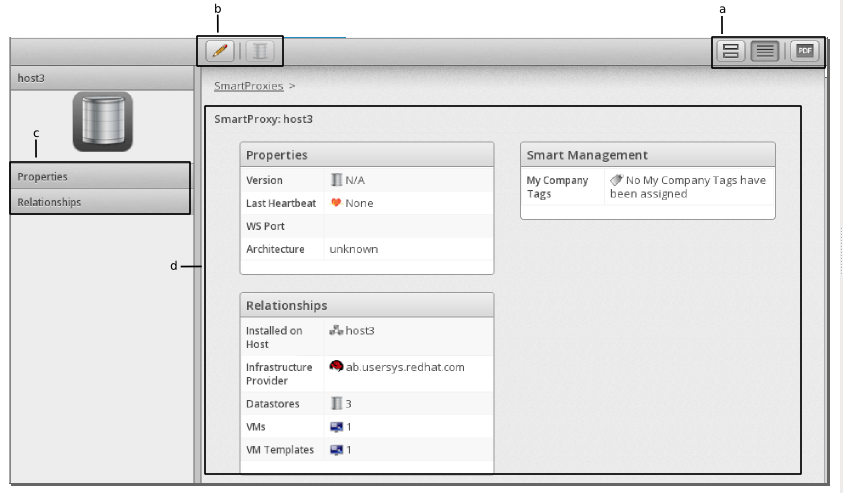 b
a
PDF
host3
SmartProxies >
c
Properties
Relationships
d
SmartProxy: host3
Properties
Version N/A
Last Heartbeat None
WS Port
Architecture unknown
Smart Management
My Company Tags No My Company Tags have been assigned
Relationships
Installed on Host host3
Infrastructure Provider ab.usersys.redhat.com
Datastores 3
VMs 1
VM Templates 1